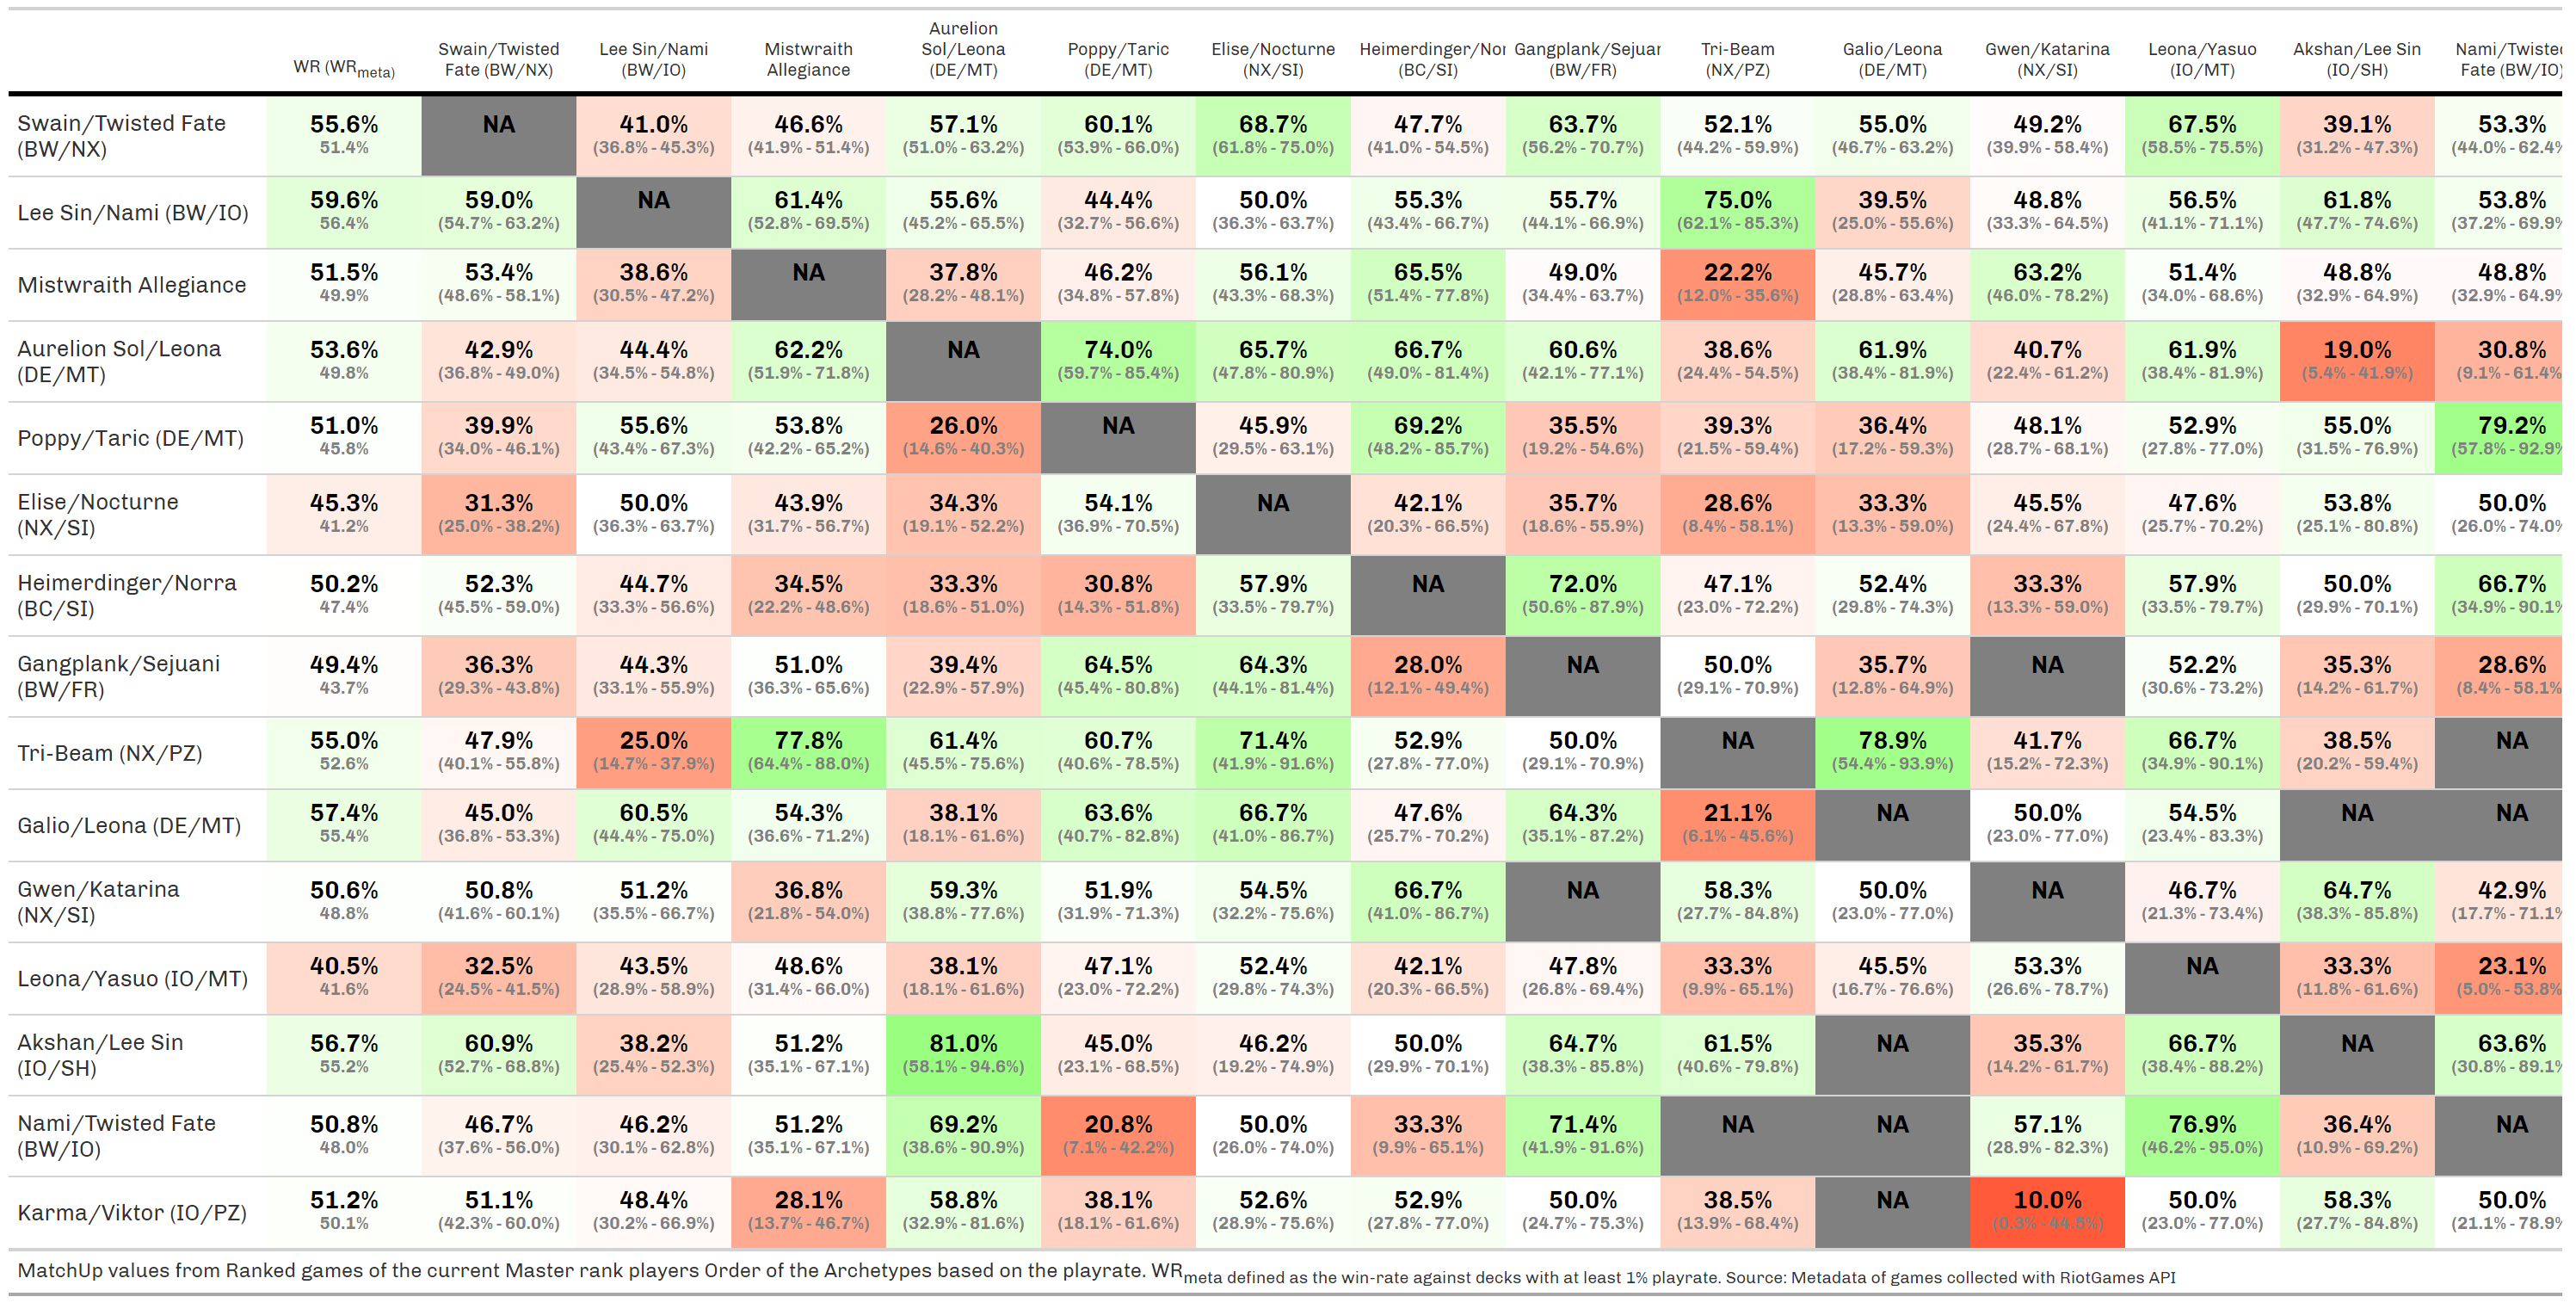 WR (WRmeta) Swain/Twisted Fate (BW/NX) Lee Sin/Nami (BW/IO) Mistwraith Allegiance Aurelion Sol/Leona (DE/MT) Poppy/Taric (DE/MT) Elise/Nocturne (NX/SI) Heimerdinger/Nor (BC/SI) Gangplank/Sejuar (BW/FR) Tri-Beam (NX/PZ) Galio/Leona (DE/MT) Gwen/Katarina (NX/SI) Leona/Yasuo (IO/MT) Akshan/Lee Sin (IO/SH) Nami/Twisted Fate (BW/IO)
Swain/Twisted Fate (BW/NX) 55.6% NA 41.0% 46.6% 57.1% 60.1% 68.7% 47.7% 63.7% 52.1% 55.0% 49.2% 67.5% 39.1% 53.3%
51.4% (36.8% - 45.3%) (41.9% - 51.4%) (51.0% - 63.2%) (53.9% - 66.0%) (61.8% - 75.0%) (41.0% - 54.5%) (56.2% - 70.7%) (44.2% - 59.9%) (46.7% - 63.2%) (39.9% - 58.4%) (58.5% - 75.5%) (31.2% - 47.3%) (44.0% - 62.4%
Lee Sin/Nami (BW/IO) 59.6% 59.0% NA 61.4% 55.6% 44.4% 50.0% 55.3% 55.7% 75.0% 39.5% 48.8% 56.5% 61.8% 53.8%
56.4% (54.7% - 63.2%) (52.8% - 69.5%) (45.2% - 65.5%) (32.7% - 56.6%) (36.3% - 63.7%) (43.4% - 66.7%) (44.1% - 66.9%) (62.1% - 85.3%) (25.0% - 55.6%) (33.3% - 64.5%) (41.1% - 71.1%) (47.7% - 74.6%) (37.2% - 69.9%
Mistwraith Allegiance 51.5% 53.4% 38.6% NA 37.8% 46.2% 56.1% 65.5% 49.0% 22.2% 45.7% 63.2% 51.4% 48.8% 48.8%
49.9% (48.6% - 58.1%) (30.5% - 47.2%) (28.2% - 48.1%) (34.8% - 57.8%) (43.3% - 68.3%) (51.4% - 77.8%) (34.4% - 63.7%) (12.0% - 35.6%) (28.8% - 63.4%) (46.0% - 78.2%) (34.0% - 68.6%) (32.9% - 64.9%) (32.9% - 64.9%
Aurelion Sol/Leona (DE/MT) 53.6% 42.9% 44.4% 62.2% NA 74.0% 65.7% 66.7% 60.6% 38.6% 61.9% 40.7% 61.9% 19.0% 30.8%
49.8% (36.8% - 49.0%) (34.5% - 54.8%) (51.9% - 71.8%) (59.7% - 85.4%) (47.8% - 80.9%) (49.0% - 81.4%) (42.1% - 77.1%) (24.4% - 54.5%) (38.4% - 81.9%) (22.4% - 61.2%) (38.4% - 81.9%) (5.4% - 41.9%) (9.1% - 61.4%
Poppy/Taric (DE/MT) 51.0% 39.9% 55.6% 53.8% 26.0% NA 45.9% 69.2% 35.5% 39.3% 36.4% 48.1% 52.9% 55.0% 79.2%
45.8% (34.0% - 46.1%) (43.4% - 67.3%) (42.2% - 65.2%) (14.6% - 40.3%) (29.5% - 63.1%) (48.2% - 85.7%) (19.2% - 54.6%) (21.5% - 59.4%) (17.2% - 59.3%) (28.7% - 68.1%) (27.8% - 77.0%) (31.5% - 76.9%) (57.8% - 92.9%
Elise/Nocturne (NX/SI) 45.3% 31.3% 50.0% 43.9% 34.3% 54.1% NA 42.1% 35.7% 28.6% 33.3% 45.5% 47.6% 53.8% 50.0%
41.2% (25.0% - 38.2%) (36.3% - 63.7%) (31.7% - 56.7%) (19.1% - 52.2%) (36.9% - 70.5%) (20.3% - 66.5%) (18.6% - 55.9%) (8.4% - 58.1%) (13.3% - 59.0%) (24.4% - 67.8%) (25.7% - 70.2%) (25.1% - 80.8%) (26.0% - 74.0%
Heimerdinger/Norra (BC/SI) 50.2% 52.3% 44.7% 34.5% 33.3% 30.8% 57.9% NA 72.0% 47.1% 52.4% 33.3% 57.9% 50.0% 66.7%
47.4% (45.5% - 59.0%) (33.3% - 56.6%) (22.2% - 48.6%) (18.6% - 51.0%) (14.3% - 51.8%) (33.5% - 79.7%) (50.6% - 87.9%) (23.0% - 72.2%) (29.8% - 74.3%) (13.3% - 59.0%) (33.5% - 79.7%) (29.9% - 70.1%) (34.9% - 90.1%
Gangplank/Sejuani (BW/FR) 49.4% 36.3% 44.3% 51.0% 39.4% 64.5% 64.3% 28.0% NA 50.0% 35.7% NA 52.2% 35.3% 28.6%
43.7% (29.3% - 43.8%) (33.1% - 55.9%) (36.3% - 65.6%) (22.9% - 57.9%) (45.4% - 80.8%) (44.1% - 81.4%) (12.1% - 49.4%) (29.1% - 70.9%) (12.8% - 64.9%) (30.6% - 73.2%) (14.2% - 61.7%) (8.4% - 58.1%
Tri-Beam (NX/PZ) 55.0% 47.9% 25.0% 77.8% 61.4% 60.7% 71.4% 52.9% 50.0% NA 78.9% 41.7% 66.7% 38.5% NA
52.6% (40.1% - 55.8%) (14.7% - 37.9%) (64.4% - 88.0%) (45.5% - 75.6%) (40.6% - 78.5%) (41.9% - 91.6%) (27.8% - 77.0%) (29.1% - 70.9%) (54.4% - 93.9%) (15.2% - 72.3%) (34.9% - 90.1%) (20.2% - 59.4%)
Galio/Leona (DE/MT) 57.4% 45.0% 60.5% 54.3% 38.1% 63.6% 66.7% 47.6% 64.3% 21.1% NA 50.0% 54.5% NA NA
55.4% (36.8% - 53.3%) (44.4% - 75.0%) (36.6% - 71.2%) (18.1% - 61.6%) (40.7% - 82.8%) (41.0% - 86.7%) (25.7% - 70.2%) (35.1% - 87.2%) (6.1% - 45.6%) (23.0% - 77.0%) (23.4% - 83.3%)
Gwen/Katarina (NX/SI) 50.6% 50.8% 51.2% 36.8% 59.3% 51.9% 54.5% 66.7% NA 58.3% 50.0% NA 46.7% 64.7% 42.9%
48.8% (41.6% - 60.1%) (35.5% - 66.7%) (21.8% - 54.0%) (38.8% - 77.6%) (31.9% - 71.3%) (32.2% - 75.6%) (41.0% - 86.7%) (27.7% - 84.8%) (23.0% - 77.0%) (21.3% - 73.4%) (38.3% - 85.8%) (17.7% - 71.1%
Leona/Yasuo (IO/MT) 40.5% 32.5% 43.5% 48.6% 38.1% 47.1% 52.4% 42.1% 47.8% 33.3% 45.5% 53.3% NA 33.3% 23.1%
41.6% (24.5% - 41.5%) (28.9% - 58.9%) (31.4% - 66.0%) (18.1% - 61.6%) (23.0% - 72.2%) (29.8% - 74.3%) (20.3% - 66.5%) (26.8% - 69.4%) (9.9% - 65.1%) (16.7% - 76.6%) (26.6% - 78.7%) (11.8% - 61.6%) (5.0% - 53.8%
Akshan/Lee Sin (IO/SH) 56.7% 60.9% 38.2% 51.2% 81.0% 45.0% 46.2% 50.0% 64.7% 61.5% NA 35.3% 66.7% NA 63.6%
55.2% (52.7% - 68.8%) (25.4% - 52.3%) (35.1% - 67.1%) (58.1% - 94.6%) (23.1% - 68.5%) (19.2% - 74.9%) (29.9% - 70.1%) (38.3% - 85.8%) (40.6% - 79.8%) (14.2% - 61.7%) (38.4% - 88.2%) (30.8% - 89.1%
Nami/Twisted Fate (BW/IO) 50.8% 46.7% 46.2% 51.2% 69.2% 20.8% 50.0% 33.3% 71.4% NA NA 57.1% 76.9% 36.4% NA
48.0% (37.6% - 56.0%) (30.1% - 62.8%) (35.1% - 67.1%) (38.6% - 90.9%) (7.1% - 42.2%) (26.0% - 74.0%) (9.9% - 65.1%) (41.9% - 91.6%) (28.9% - 82.3%) (46.2% - 95.0%) (10.9% - 69.2%)
Karma/Viktor (IO/PZ) 51.2% 51.1% 48.4% 28.1% 58.8% 38.1% 52.6% 52.9% 50.0% 38.5% NA 10.0% 50.0% 58.3% 50.0%
50.1% (42.3% - 60.0%) (30.2% - 66.9%) (13.7% - 46.7%) (32.9% - 81.6%) (18.1% - 61.6%) (28.9% - 75.6%) (27.8% - 77.0%) (24.7% - 75.3%) (13.9% - 68.4%) (0.3% - 44.5%) (23.0% - 77.0%) (27.7% - 84.8%) (21.1% - 78.9%
MatchUp values from Ranked games of the current Master rank players Order of the Archetypes based on the playrate. WRmeta defined as the win-rate against decks with at least 1% playrate. Source: Metadata of games collected with RiotGames API